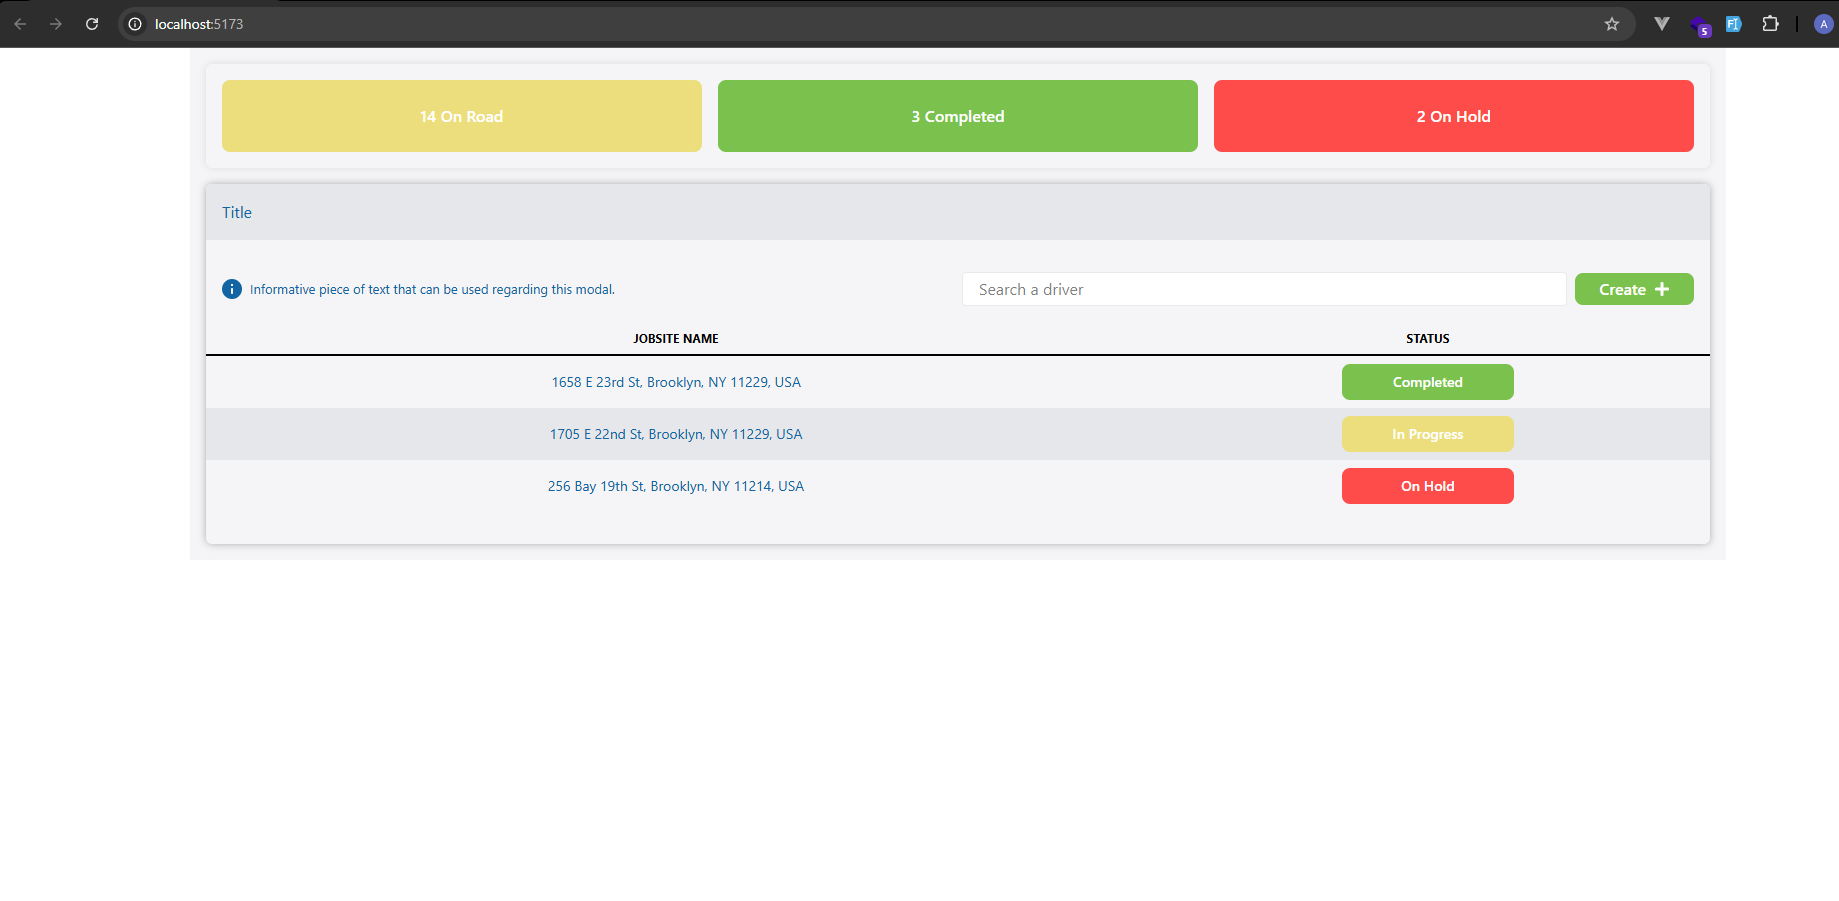 localhost:5173
5
A
14 On Road
3 Completed
2 On Hold
Title
Informative piece of text that can be used regarding this modal.
Search a driver
Create
JOBSITE NAME
STATUS
1658 E 23rd St, Brooklyn, NY 11229, USA
Completed
1705 E 22nd St, Brooklyn, NY 11229, USA
In Progress
256 Bay 19th St, Brooklyn, NY 11214, USA
On Hold